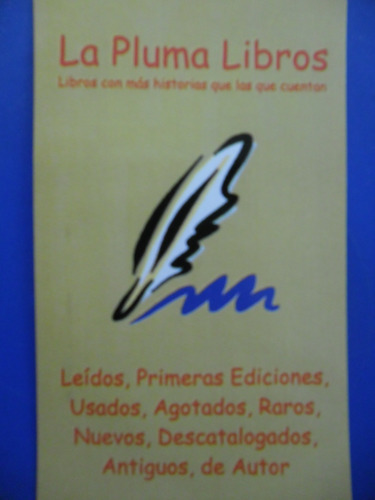 La Pluma Libros
Libros con más historias que las que cuentan
Leídos, Primeras Ediciones,
Usados, Agotados, Raros,
Nuevos, Descatalogados,
Antiguos, de Autor